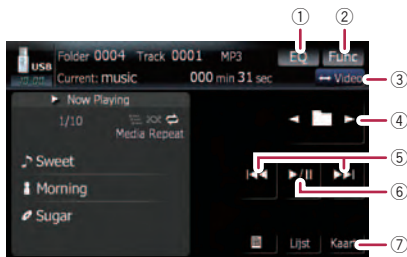 ① ②
USB Folder 0004 Track 0001 MP3 EQ Func
Current: music 000 min 31 sec Video ③
Now Playing
1/10
Media Repeat
④
Sweet
⑤
Morning
⑥
Sugar
Lijst Kaart ⑦